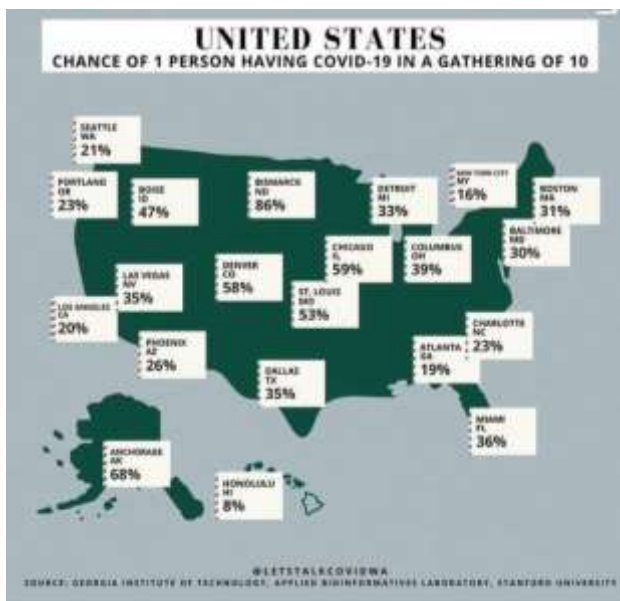 UNITED STATES
CHANCE OF 1 PERSON HAVING COVID-19 IN A GATHERING OF 10
SEATTLE
WA
21%
PORTLAND
OR
23%
BOISE
ID
47%
BISMARCK
ND
86%
DETROIT
MI
33%
NEW YORK CITY
NY
16%
BOSTON
MA
31%
BALTIMORE
MD
30%
CHICAGO
IL
59%
COLUMBUS
OH
39%
DENVER
CO
58%
LAS VEGAS
NV
35%
ST. LOUIS
MO
53%
LOS ANGELES
CA
20%
PHOENIX
AZ
26%
CHARLOTTE
NC
23%
ATLANTA
GA
19%
DALLAS
TX
35%
MIAMI
FL
36%
ANCHORAGE
AK
68%
HONOLULU
HI
8%
@LETSTALKCOVIDWA
SOURCE: GEORGIA INSTITUTE OF TECHNOLOGY, APPLIED BIOINFORMATICS LABORATORY, STANFORD UNIVERSITY